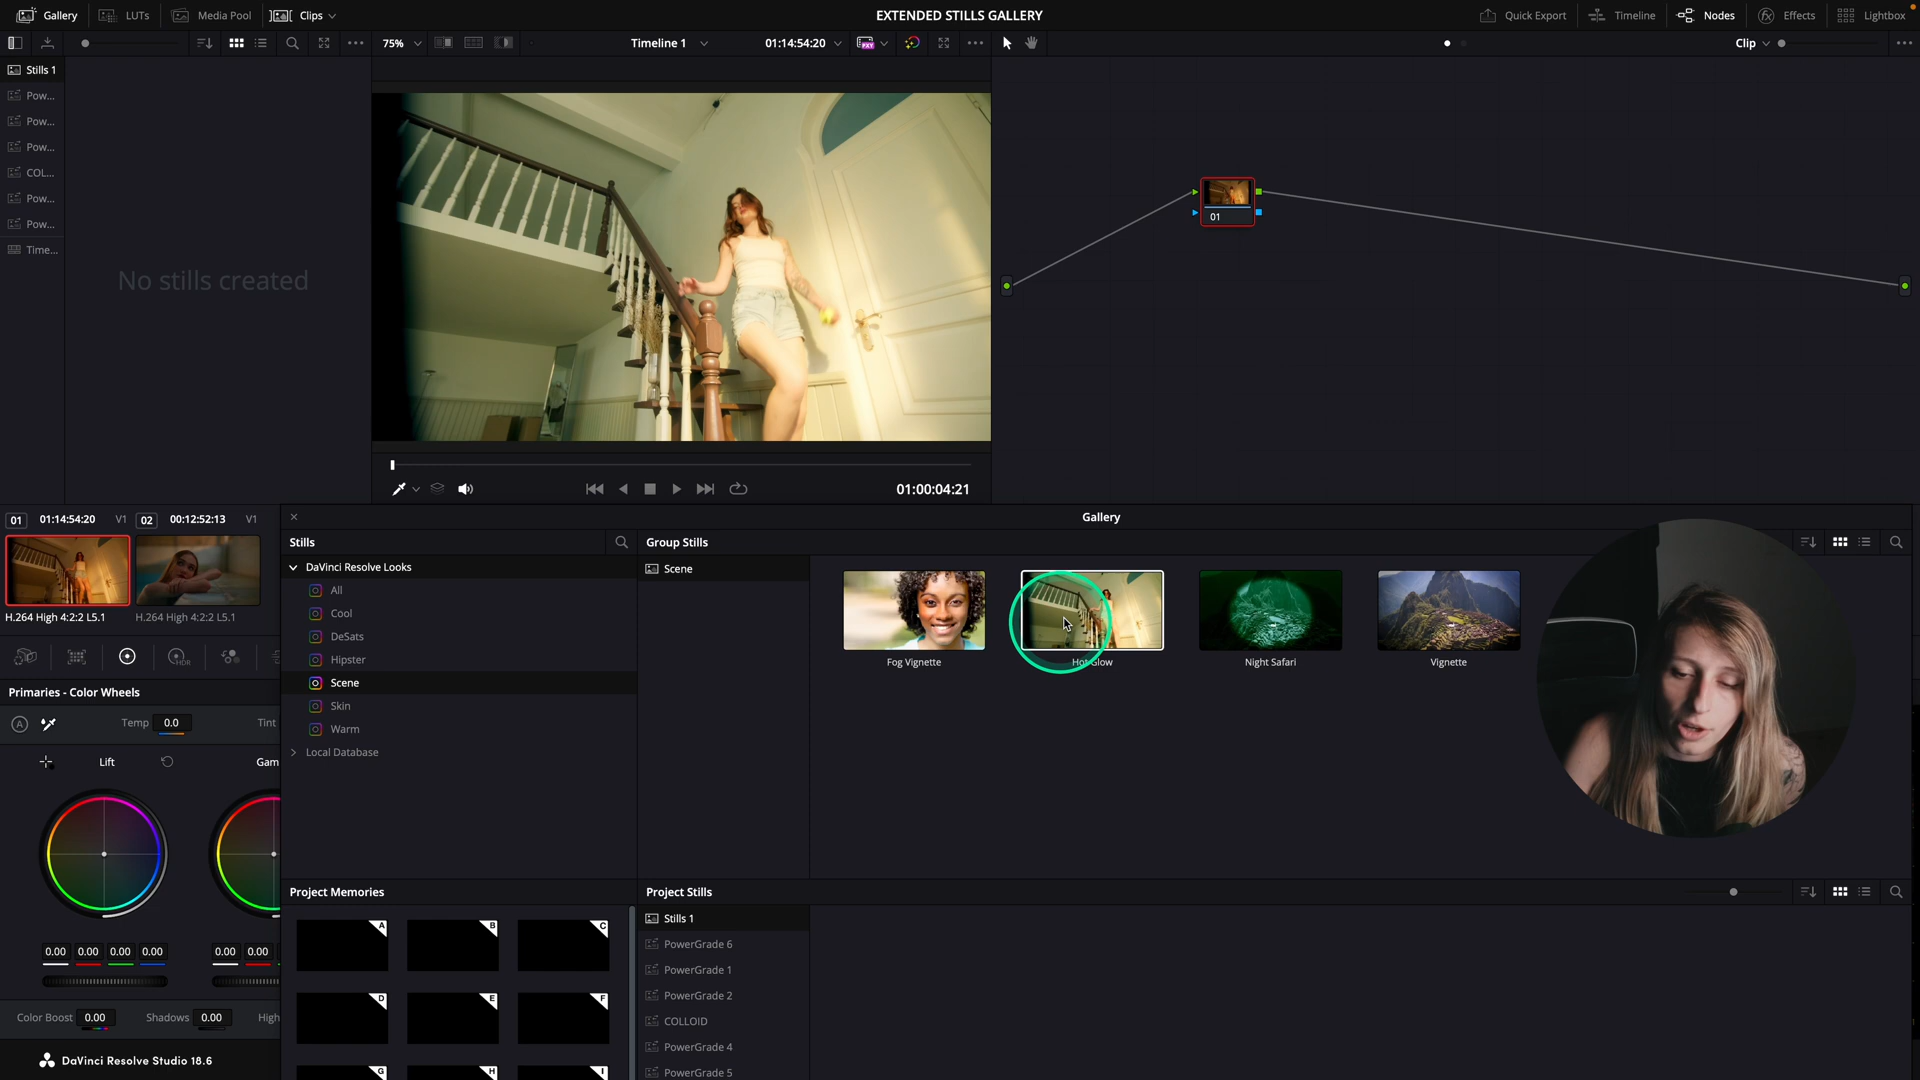 Gallery
LUTs
Media Pool
Clips
EXTENDED STILLS GALLERY
Quick Export
Timeline
Nodes
Effects
Lightbox
75%
Timeline 1
01:14:54:20
PXY
Clip
Stills 1
Pow...
Pow...
Pow...
COL...
Pow...
Pow...
Time...
No stills created
01
01:00:04:21
01 01:14:54:20 V1
02 00:12:52:13 V1
H.264 High 4:2:2 L5.1
H.264 High 4:2:2 L5.1
HDR
Primaries - Color Wheels
A
Temp 0.0
Tint
Lift
Gam
0.00 0.00 0.00 0.00
0.00 0.00
Color Boost 0.00
Shadows 0.00
High
DaVinci Resolve Studio 18.6
Gallery
Stills
DaVinci Resolve Looks
All
Cool
DeSats
Hipster
Scene
Skin
Warm
Local Database
Group Stills
Scene
Fog Vignette
Hot Glow
Night Safari
Vignette
Project Memories
A B C
D E F
G H I
Project Stills
Stills 1
PowerGrade 6
PowerGrade 1
PowerGrade 2
COLLOID
PowerGrade 4
PowerGrade 5